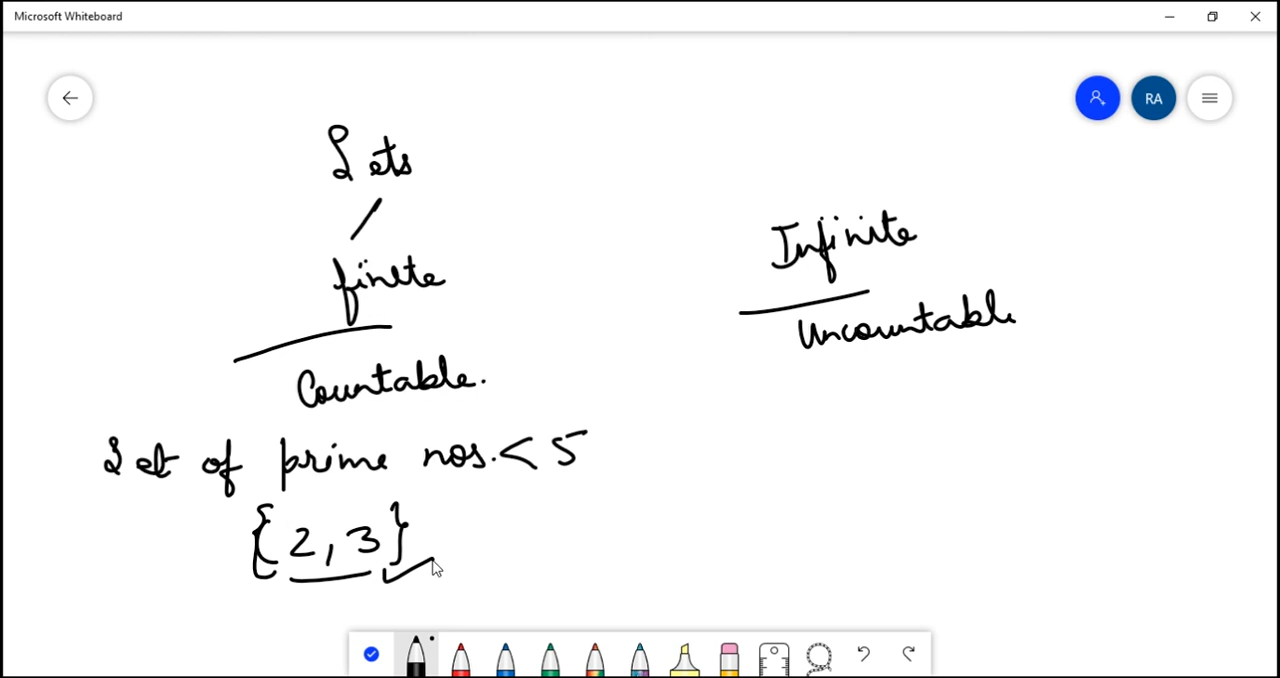 Microsoft Whiteboard
RA
Sets
finite
Countable.
Set of prime nos. < 5
{2, 3}
Infinite
Uncountable